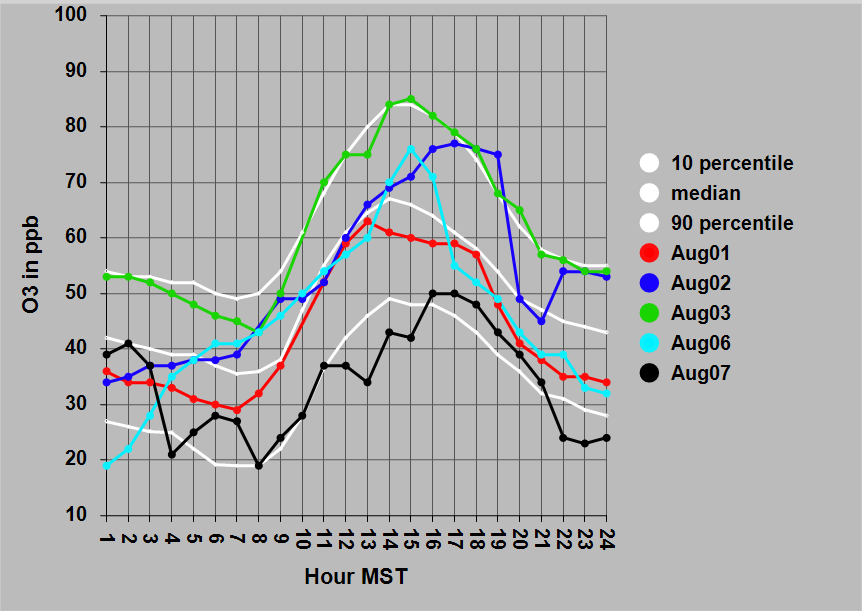 100
90
80
70
60
50
40
30
20
10
O3 in ppb
1 2 3 4 5 6 7 8 9 10 11 12 13 14 15 16 17 18 19 20 21 22 23 24
Hour MST
10 percentile
median
90 percentile
Aug01
Aug02
Aug03
Aug06
Aug07